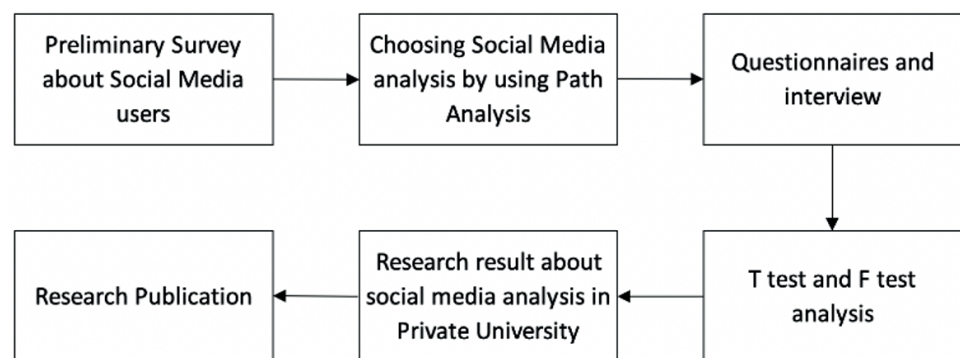 Preliminary Survey
about Social Media
users
Choosing Social Media
analysis by using Path
Analysis
Questionnaires and
interview
T test and F test
analysis
Research result about
social media analysis in
Private University
Research Publication